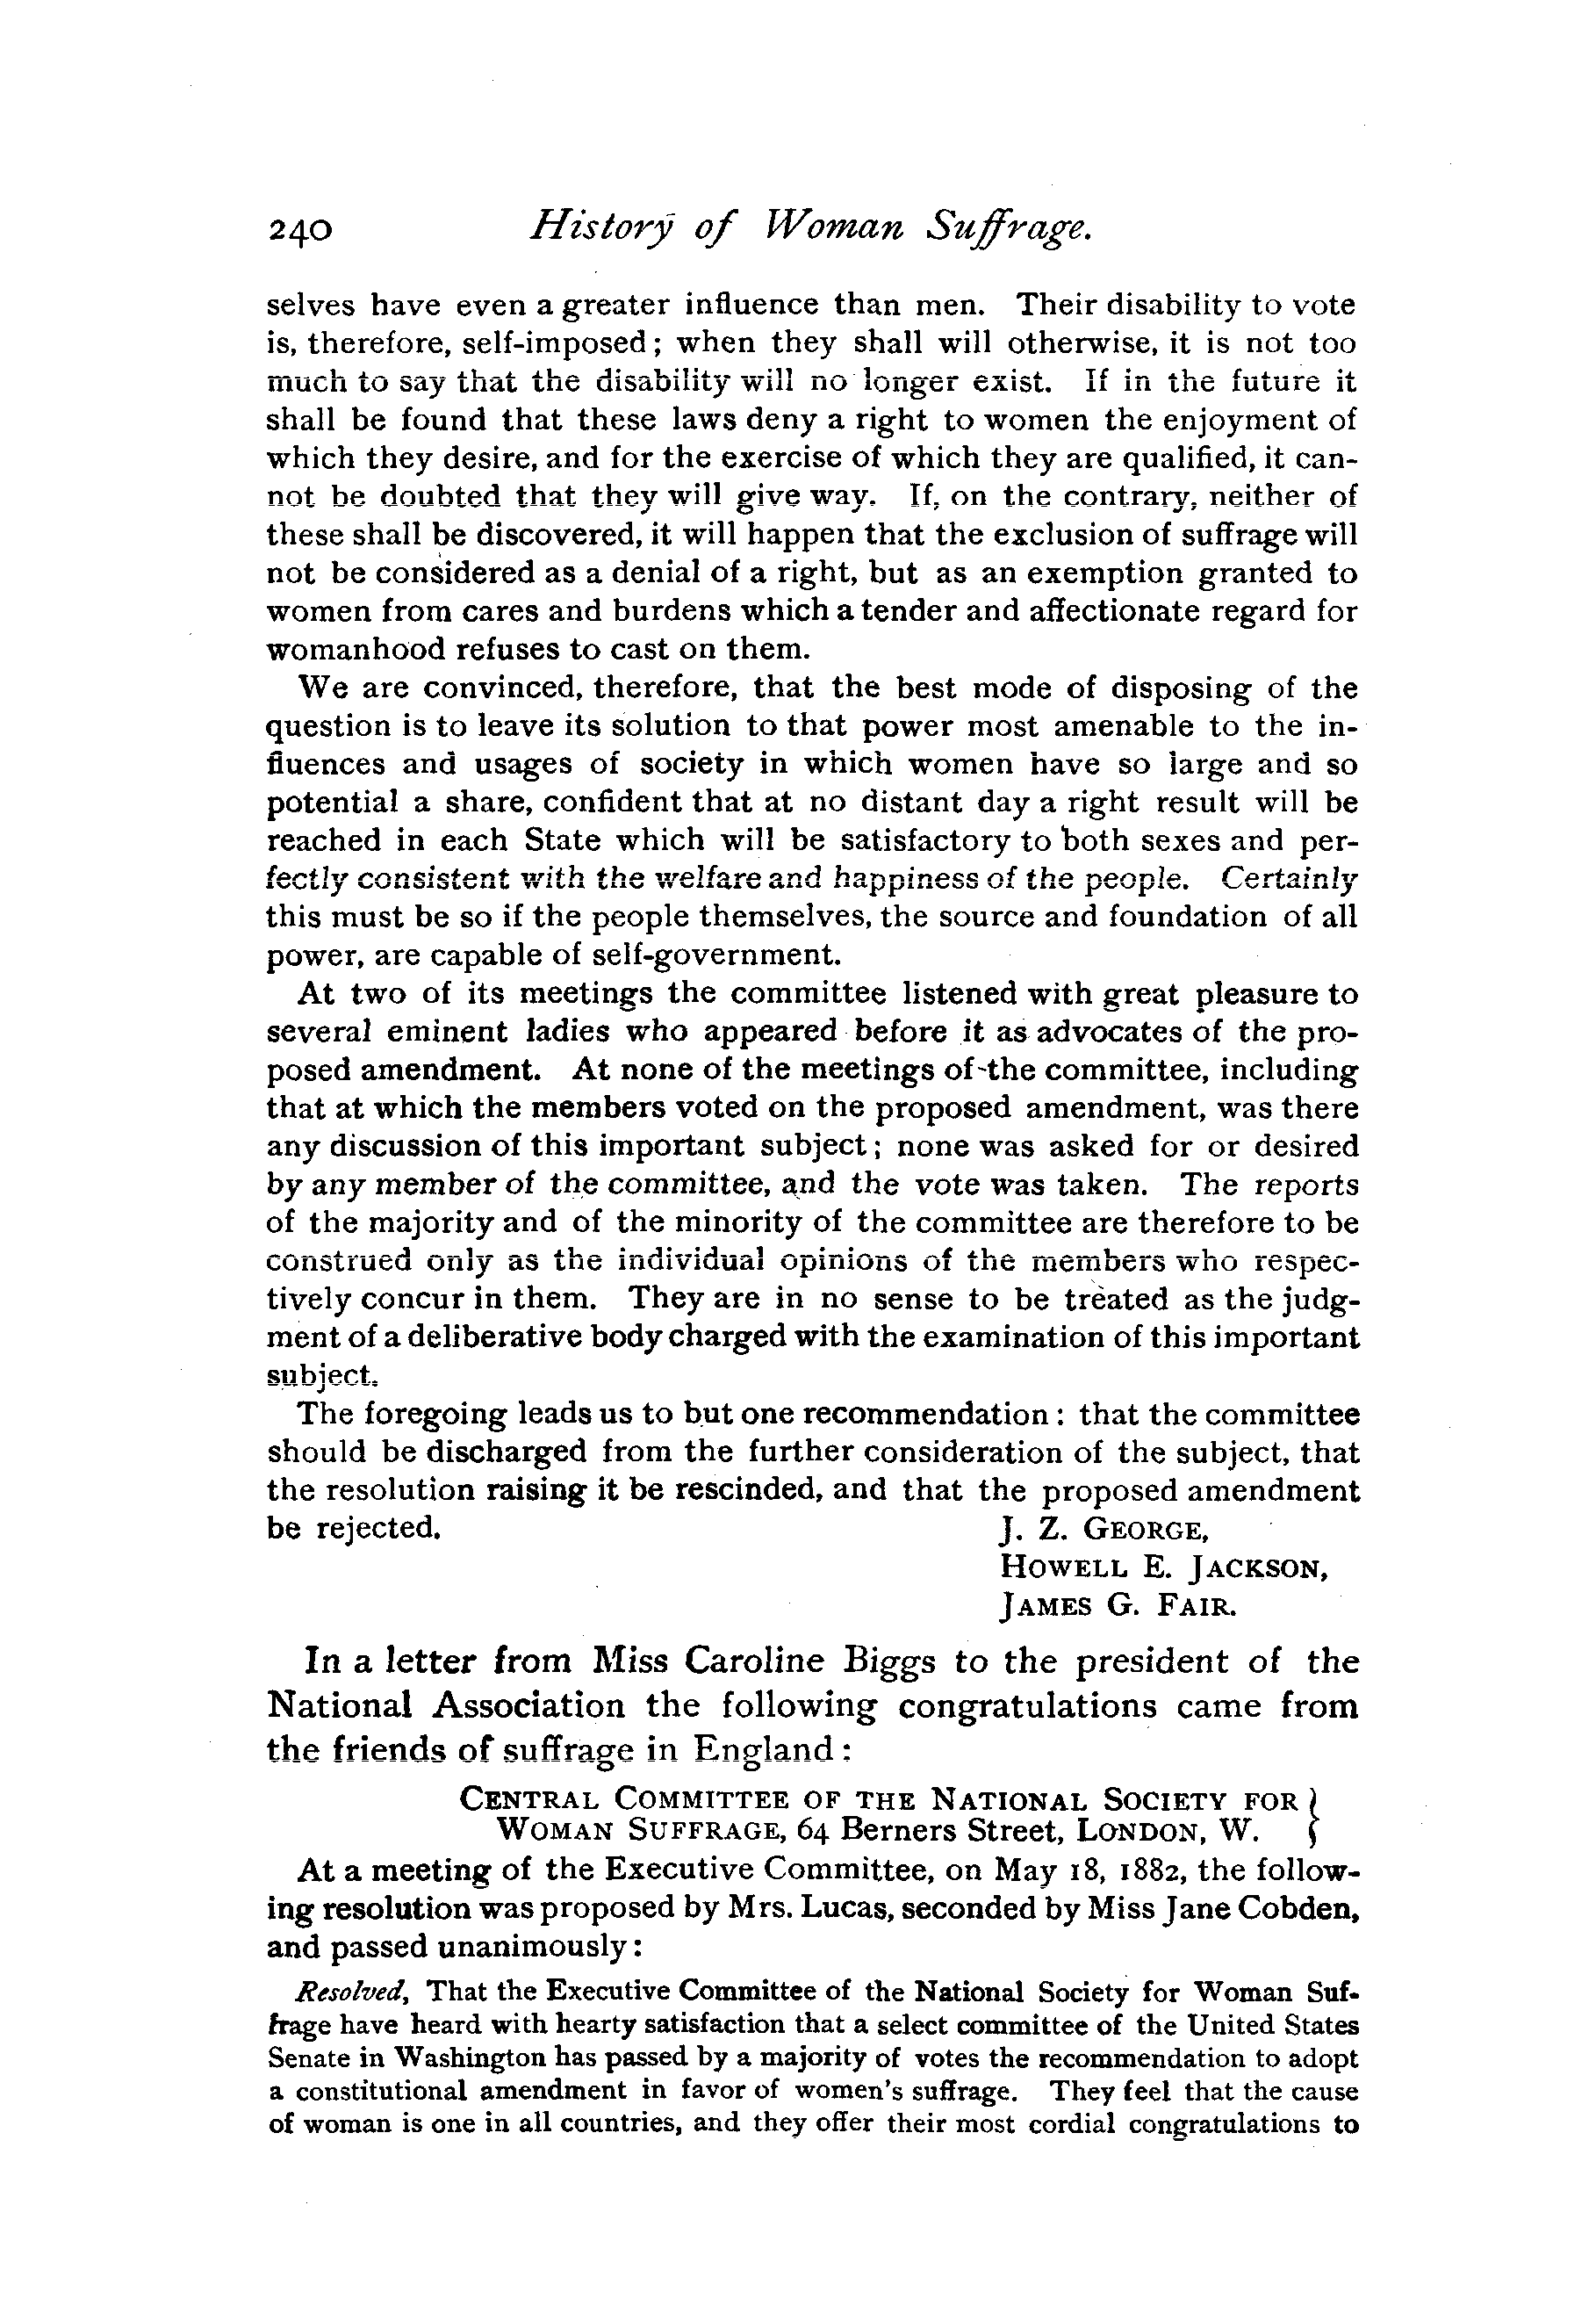 240 History of Woman Suffrage.
selves have even a greater influence than men. Their disability to vote
is, therefore, self-imposed; when they shall will otherwise, it is not too
much to say that the disability will no longer exist. If in the future it
shall be found that these laws deny a right to women the enjoyment of
which they desire, and for the exercise of which they are qualified, it can-
not be doubted that they will give way. If, on the contrary, neither of
these shall be discovered, it will happen that the exclusion of suffrage will
not be considered as a denial of a right, but as an exemption granted to
women from cares and burdens which a tender and affectionate regard for
womanhood refuses to cast on them.
We are convinced, therefore, that the best mode of disposing of the
question is to leave its solution to that power most amenable to the in-
fluences and usages of society in which women have so large and so
potential a share, confident that at no distant day a right result will be
reached in each State which will be satisfactory to both sexes and per-
fectly consistent with the welfare and happiness of the people. Certainly
this must be so if the people themselves, the source and foundation of all
power, are capable of self-government.
At two of its meetings the committee listened with great pleasure to
several eminent ladies who appeared before it as advocates of the pro-
posed amendment. At none of the meetings of the committee, including
that at which the members voted on the proposed amendment, was there
any discussion of this important subject; none was asked for or desired
by any member of the committee, and the vote was taken. The reports
of the majority and of the minority of the committee are therefore to be
construed only as the individual opinions of the members who respec-
tively concur in them. They are in no sense to be treated as the judg-
ment of a deliberative body charged with the examination of this important
subject.
The foregoing leads us to but one recommendation: that the committee
should be discharged from the further consideration of the subject, that
the resolution raising it be rescinded, and that the proposed amendment
be rejected. J. Z. GEORGE,
HOWELL E. JACKSON,
JAMES G. FAIR.
In a letter from Miss Caroline Biggs to the president of the
National Association the following congratulations came from
the friends of suffrage in England:
CENTRAL COMMITTEE OF THE NATIONAL SOCIETY FOR
WOMAN SUFFRAGE, 64 Berners Street, LONDON, W.
At a meeting of the Executive Committee, on May 18, 1882, the follow-
ing resolution was proposed by Mrs. Lucas, seconded by Miss Jane Cobden,
and passed unanimously:
Resolved, That the Executive Committee of the National Society for Woman Suf-
frage have heard with hearty satisfaction that a select committee of the United States
Senate in Washington has passed by a majority of votes the recommendation to adopt
a constitutional amendment in favor of women's suffrage. They feel that the cause
of woman is one in all countries, and they offer their most cordial congratulations to